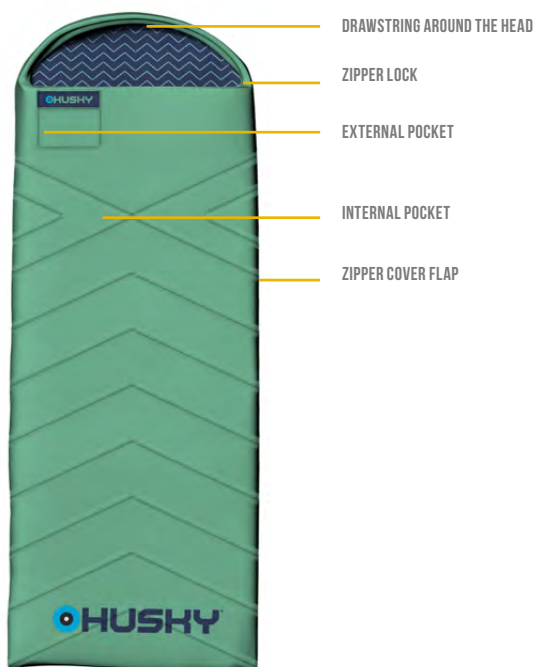 DRAWSTRING AROUND THE HEAD
ZIPPER LOCK
HUSKY
EXTERNAL POCKET
INTERNAL POCKET
ZIPPER COVER FLAP
HUSKY